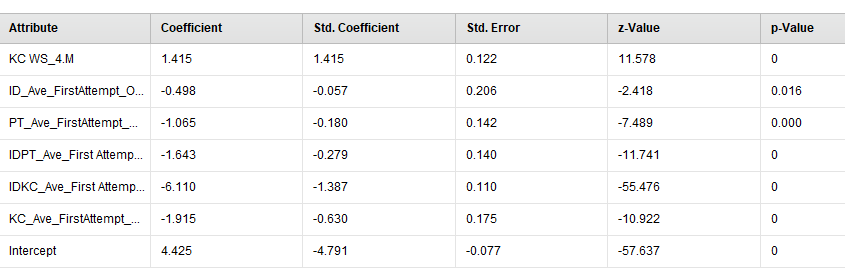 Attribute Coefficient Std. Coefficient Std. Error z-Value p-Value
KC WS_4.M 1.415 1.415 0.122 11.578 0
ID_Ave_FirstAttempt_O... -0.498 -0.057 0.206 -2.418 0.016
PT_Ave_FirstAttempt_... -1.065 -0.180 0.142 -7.489 0.000
IDPT_Ave_First Attemp... -1.643 -0.279 0.140 -11.741 0
IDKC_Ave_First Attemp... -6.110 -1.387 0.110 -55.476 0
KC_Ave_FirstAttempt_... -1.915 -0.630 0.175 -10.922 0
Intercept 4.425 -4.791 -0.077 -57.637 0